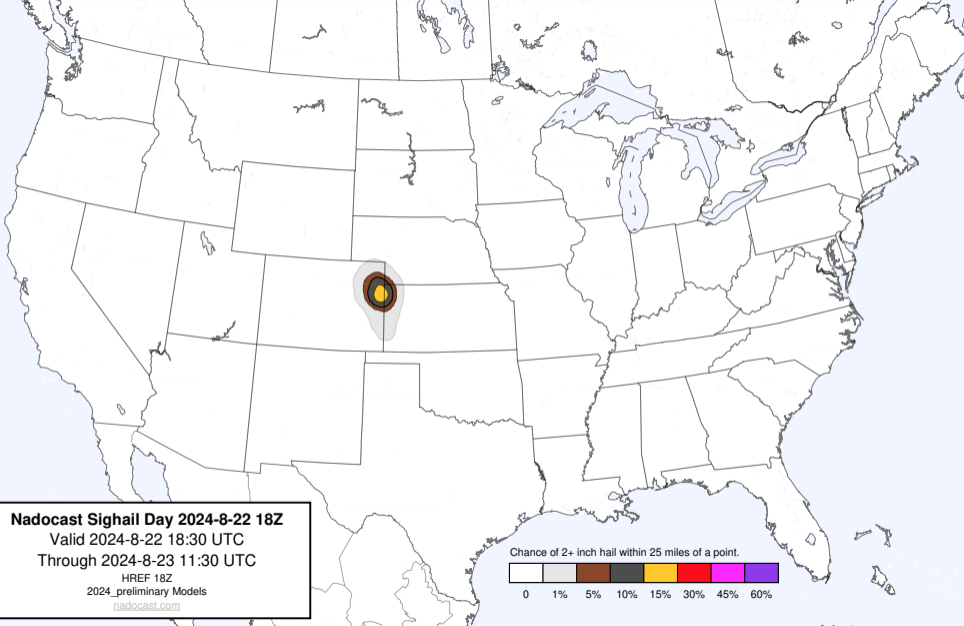 Nadocast Sighail Day 2024-8-22 18Z
Valid 2024-8-22 18:30 UTC
Through 2024-8-23 11:30 UTC
HREF 18Z
2024_preliminary Models
nadocast.com
Chance of 2+ inch hail within 25 miles of a point.
0 1% 5% 10% 15% 30% 45% 60%